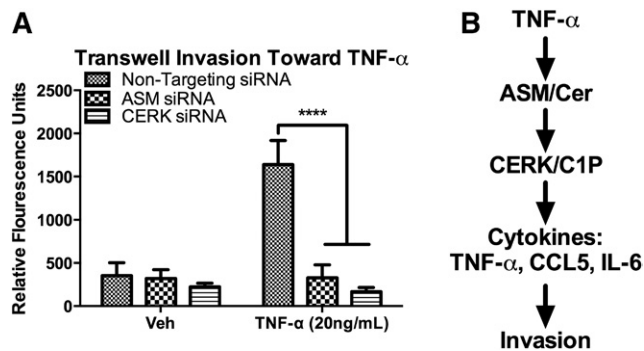 A
Transwell Invasion Toward TNF-α
Non-Targeting siRNA
ASM siRNA
CERK siRNA
Relative Flourescence Units
2500
2000
1500
1000
500
0
****
Veh
TNF-α (20ng/mL)
B
TNF-α
ASM/Cer
CERK/C1P
Cytokines:
TNF-α, CCL5, IL-6
Invasion